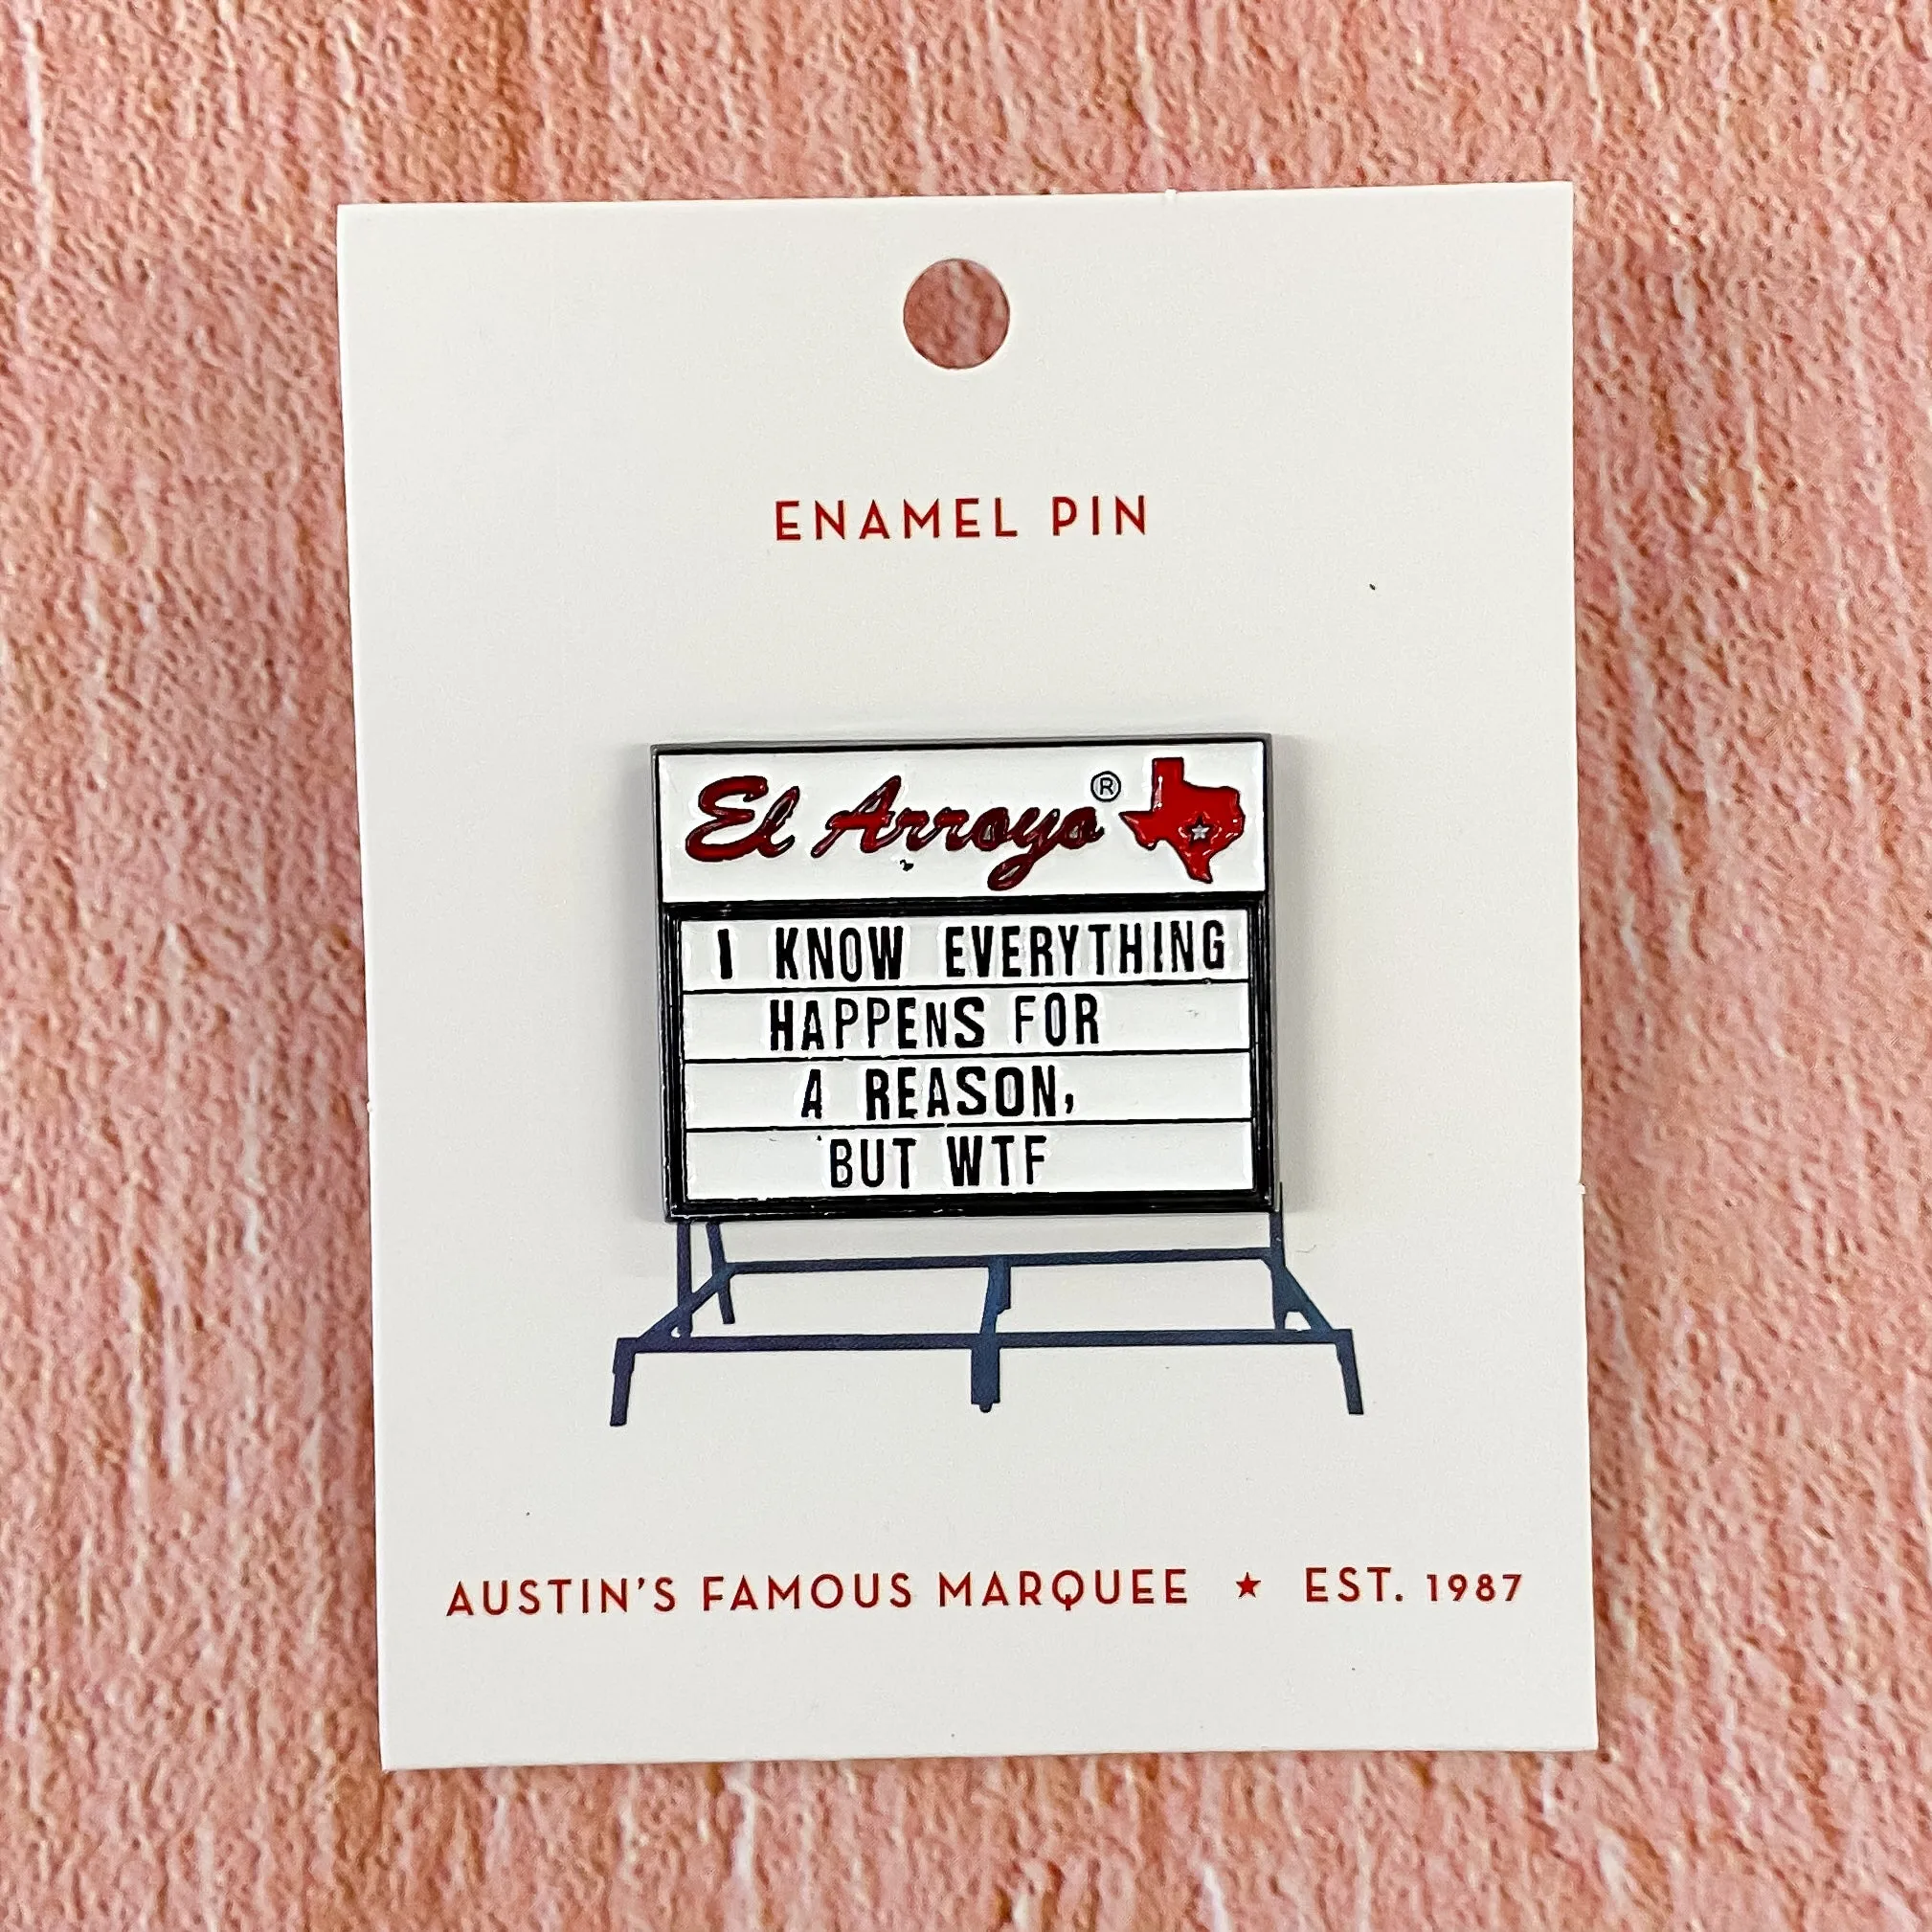 ENAMEL PIN
El Arroyo®
I KNOW EVERYTHING
HAPPENS FOR
A REASON,
BUT WTF
AUSTIN'S FAMOUS MARQUEE ★ EST. 1987